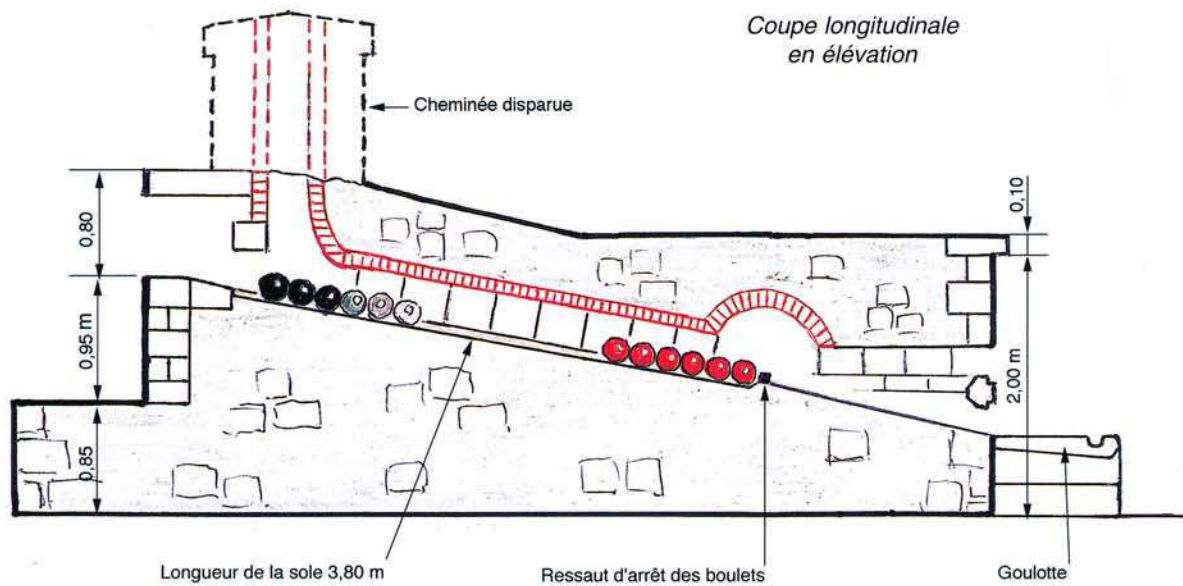 Coupe longitudinale
en élévation
Cheminée disparue
0,80
0,10
0,95 m
2,00 m
0,85
Longueur de la sole 3,80 m
Ressaut d'arrêt des boulets
Goulotte